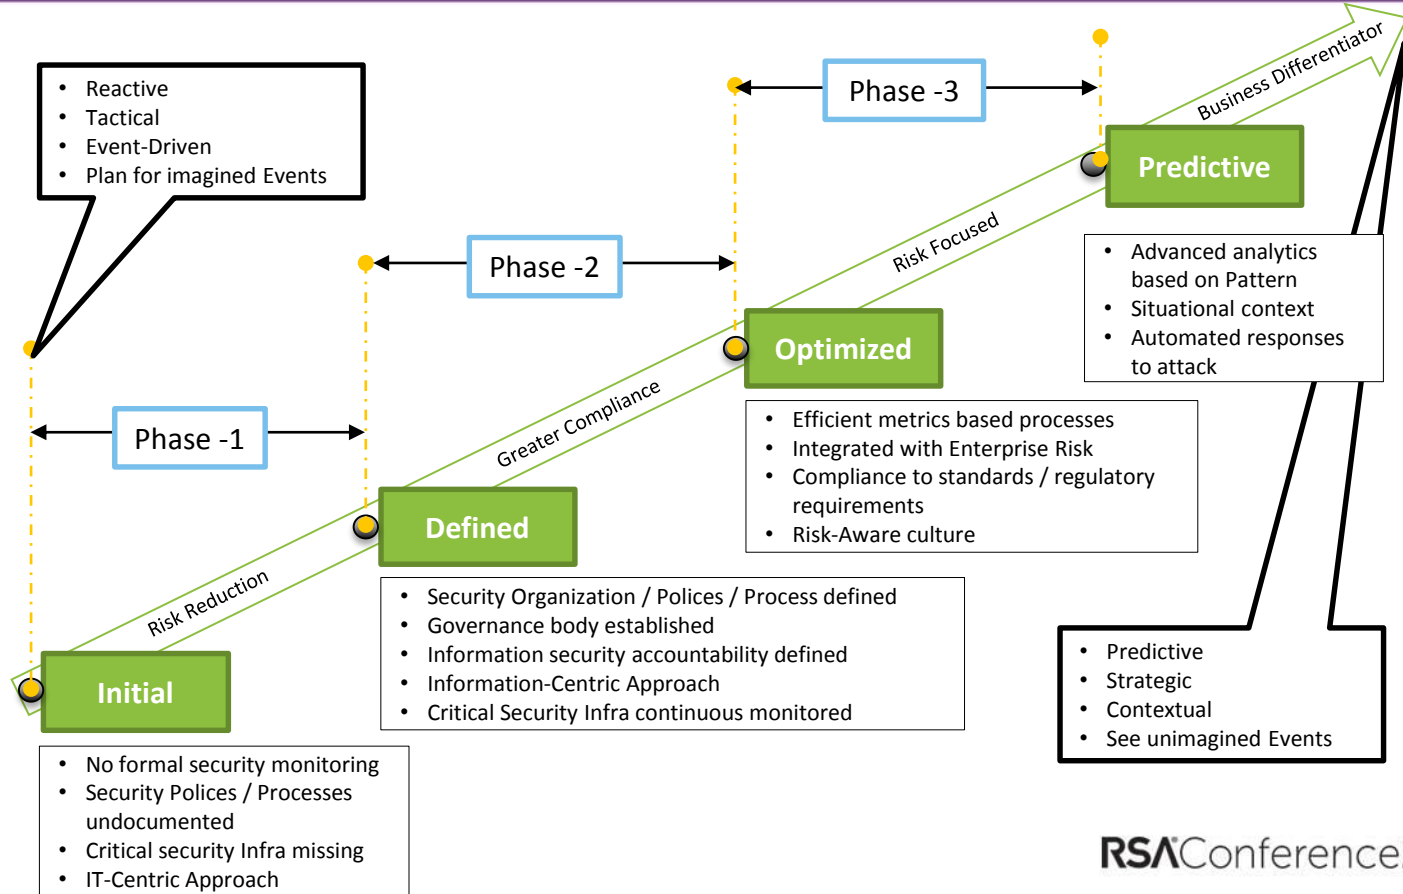 Reactive
Tactical
Event-Driven
Plan for imagined Events
Phase -3
Business Differentiator
Predictive
Advanced analytics
based on Pattern
Situational context
Automated responses
to attack
Risk Focused
Phase -2
Optimized
Efficient metrics based processes
Integrated with Enterprise Risk
Compliance to standards / regulatory
requirements
Risk-Aware culture
Greater Compliance
Phase -1
Defined
Security Organization / Polices / Process defined
Governance body established
Information security accountability defined
Information-Centric Approach
Critical Security Infra continuous monitored
Risk Reduction
Initial
No formal security monitoring
Security Polices / Processes
undocumented
Critical security Infra missing
IT-Centric Approach
Predictive
Strategic
Contextual
See unimagined Events
RSAConference